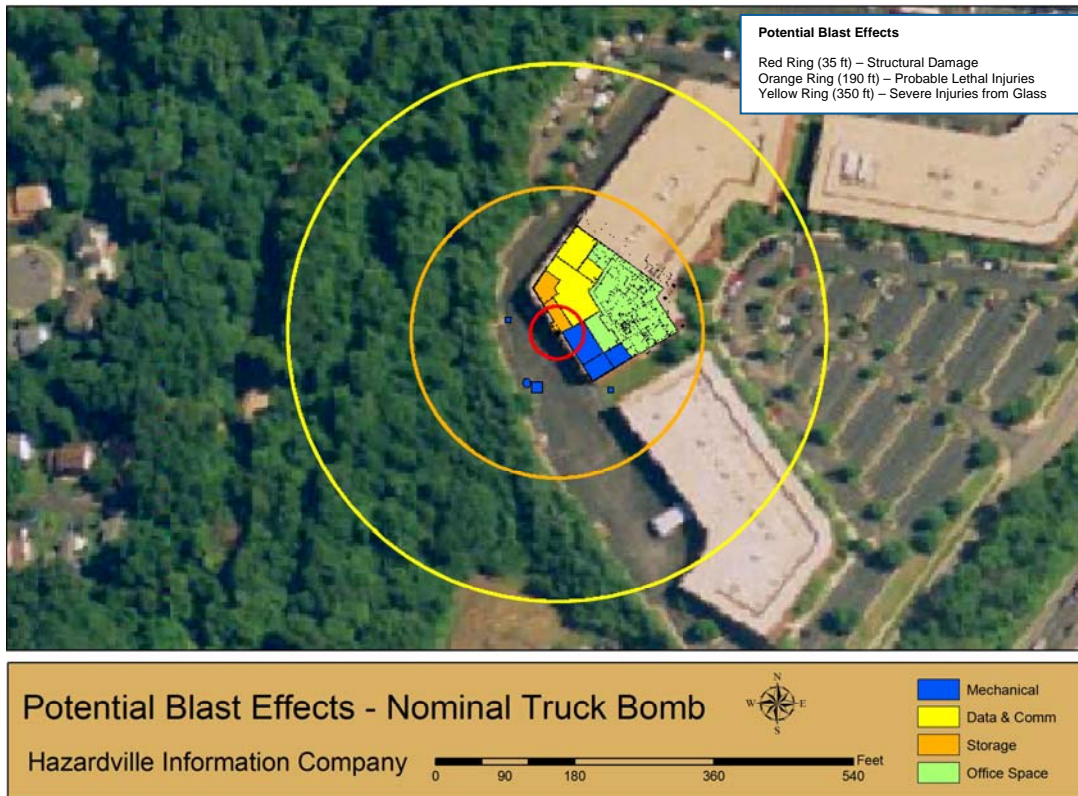 Potential Blast Effects
Red Ring (35 ft) – Structural Damage
Orange Ring (190 ft) – Probable Lethal Injuries
Yellow Ring (350 ft) – Severe Injuries from Glass
Potential Blast Effects - Nominal Truck Bomb
Hazardville Information Company
N
W E
S
Feet
0 90 180 360 540
Mechanical
Data & Comm
Storage
Office Space